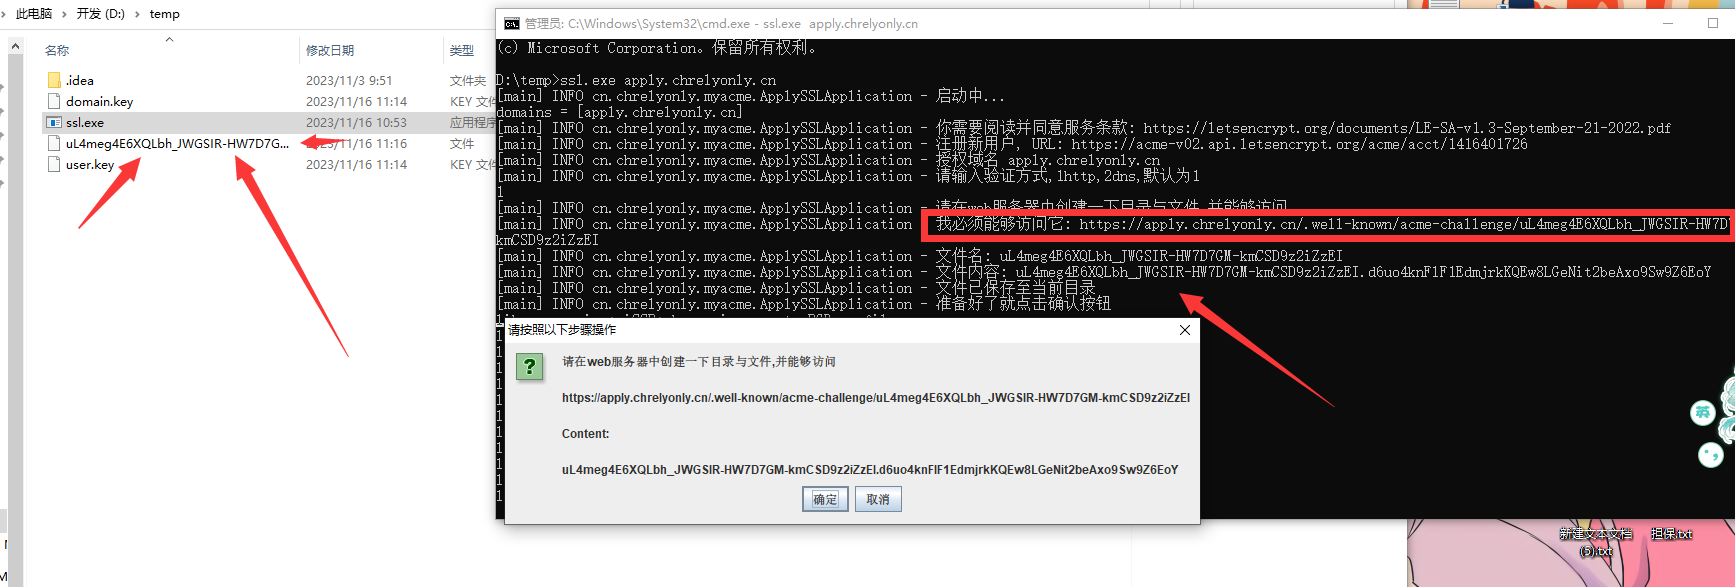 此电脑 › 开发 (D:) › temp
名称 修改日期 类型
.idea 2023/11/3 9:51 文件夹
domain.key 2023/11/16 11:14 KEY 文件
ssl.exe 2023/11/16 10:53 应用程序
uL4meg4E6XQLbh_JWGSIR-HW7D7G... 2023/11/16 11:16 文件
user.key 2023/11/16 11:14 KEY 文件
管理员: C:\Windows\System32\cmd.exe - ssl.exe apply.chrelyonly.cn
(c) Microsoft Corporation。保留所有权利。
D:\temp>ssl.exe apply.chrelyonly.cn
[main] INFO cn.chrelyonly.myacme.ApplySSLApplication - 启动中...
domains = [apply.chrelyonly.cn]
[main] INFO cn.chrelyonly.myacme.ApplySSLApplication - 你需要阅读并同意服务条款: https://letsencrypt.org/documents/LE-SA-v1.3-September-21-2022.pdf
[main] INFO cn.chrelyonly.myacme.ApplySSLApplication - 注册新用户, URL: https://acme-v02.api.letsencrypt.org/acme/acct/1416401726
[main] INFO cn.chrelyonly.myacme.ApplySSLApplication - 授权域名 apply.chrelyonly.cn
[main] INFO cn.chrelyonly.myacme.ApplySSLApplication - 请输入验证方式,1http,2dns,默认为1
1
[main] INFO cn.chrelyonly.myacme.ApplySSLApplication - 请在web服务器中创建一下目录与文件,并能够访问
[main] INFO cn.chrelyonly.myacme.ApplySSLApplication - 我必须能够访问它: https://apply.chrelyonly.cn/.well-known/acme-challenge/uL4meg4E6XQLbh_JWGSIR-HW7D
kmCSD9z2iZzEI
[main] INFO cn.chrelyonly.myacme.ApplySSLApplication - 文件名: uL4meg4E6XQLbh_JWGSIR-HW7D7GM-kmCSD9z2iZzEI
[main] INFO cn.chrelyonly.myacme.ApplySSLApplication - 文件内容: uL4meg4E6XQLbh_JWGSIR-HW7D7GM-kmCSD9z2iZzEI.d6uo4knF1F1EdmjrkKQEw8LGeNit2beAxo9Sw9Z6EoY
[main] INFO cn.chrelyonly.myacme.ApplySSLApplication - 文件已保存至当前目录
[main] INFO cn.chrelyonly.myacme.ApplySSLApplication - 准备好了就点击确认按钮
请按照以下步骤操作
请在web服务器中创建一下目录与文件,并能够访问
https://apply.chrelyonly.cn/.well-known/acme-challenge/uL4meg4E6XQLbh_JWGSIR-HW7D7GM-kmCSD9z2iZzEI
Content:
uL4meg4E6XQLbh_JWGSIR-HW7D7GM-kmCSD9z2iZzEI.d6uo4knFIF1EdmjrkKQEw8LGeNit2beAxo9Sw9Z6EoY
确定 取消
英
新建文本文档 (5).txt
担保.txt